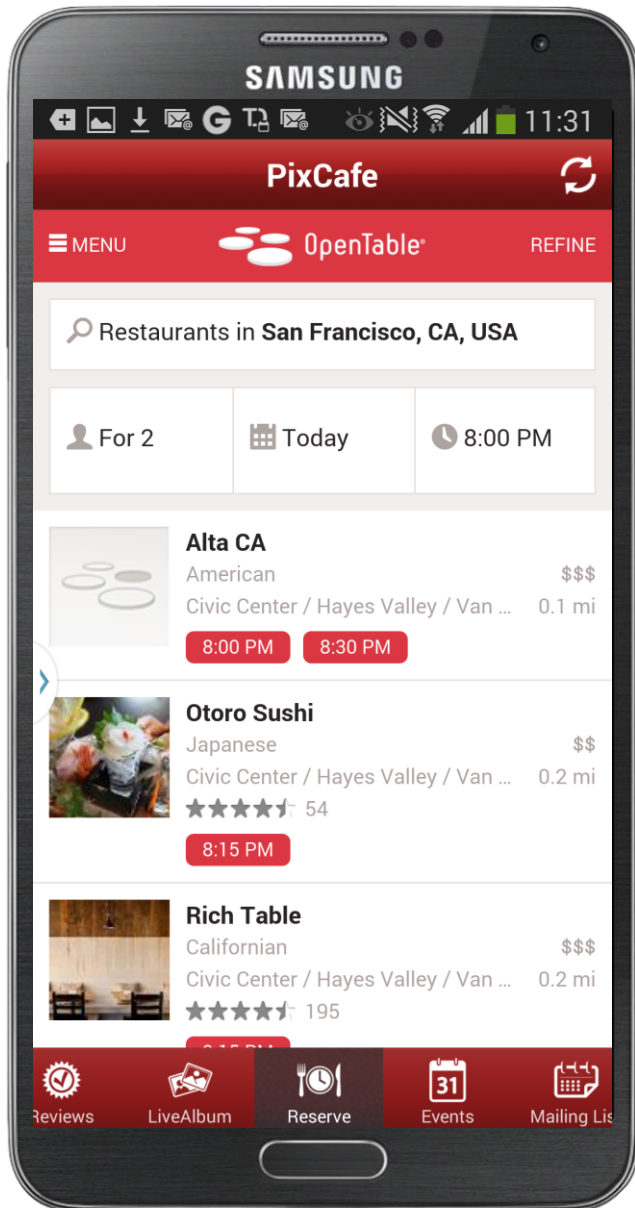 SAMSUNG
11:31
PixCafe
MENU
OpenTable®
REFINE
Restaurants in San Francisco, CA, USA
For 2
Today
8:00 PM
Alta CA
American $$$
Civic Center / Hayes Valley / Van ... 0.1 mi
8:00 PM 8:30 PM
Otoro Sushi
Japanese $$
Civic Center / Hayes Valley / Van ... 0.2 mi
54
8:15 PM
Rich Table
Californian $$$
Civic Center / Hayes Valley / Van ... 0.2 mi
195
31
Reviews LiveAlbum Reserve Events Mailing Lis